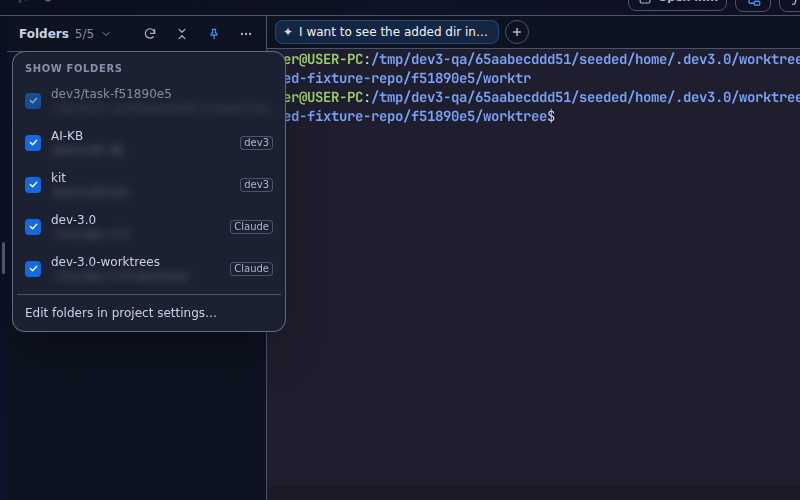 Folders 5/5
I want to see the added dir in...
SHOW FOLDERS
dev3/task-f51890e5
AI-KB
dev3
kit
dev3
dev-3.0
Claude
dev-3.0-worktrees
Claude
Edit folders in project settings...
er@USER-PC:/tmp/dev3-qa/65aabecddd51/seeded/home/.dev3.0/worktree
ed-fixture-repo/f51890e5/worktr
er@USER-PC:/tmp/dev3-qa/65aabecddd51/seeded/home/.dev3.0/worktree
ed-fixture-repo/f51890e5/worktree$